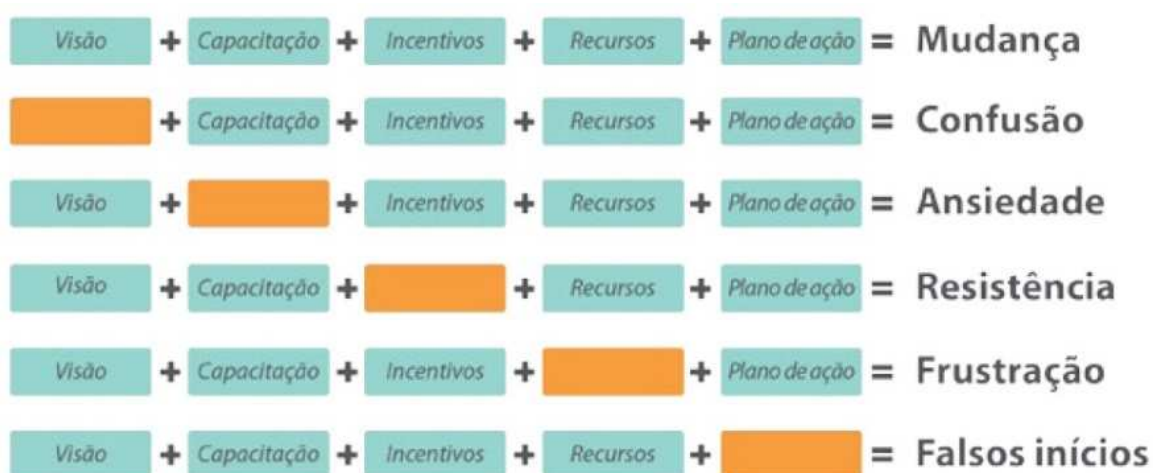 Visão + Capacitação + Incentivos + Recursos + Plano de ação = Mudança
+ Capacitação + Incentivos + Recursos + Plano de ação = Confusão
Visão + + Incentivos + Recursos + Plano de ação = Ansiedade
Visão + Capacitação + + Recursos + Plano de ação = Resistência
Visão + Capacitação + Incentivos + + Plano de ação = Frustração
Visão + Capacitação + Incentivos + Recursos + = Falsos inícios